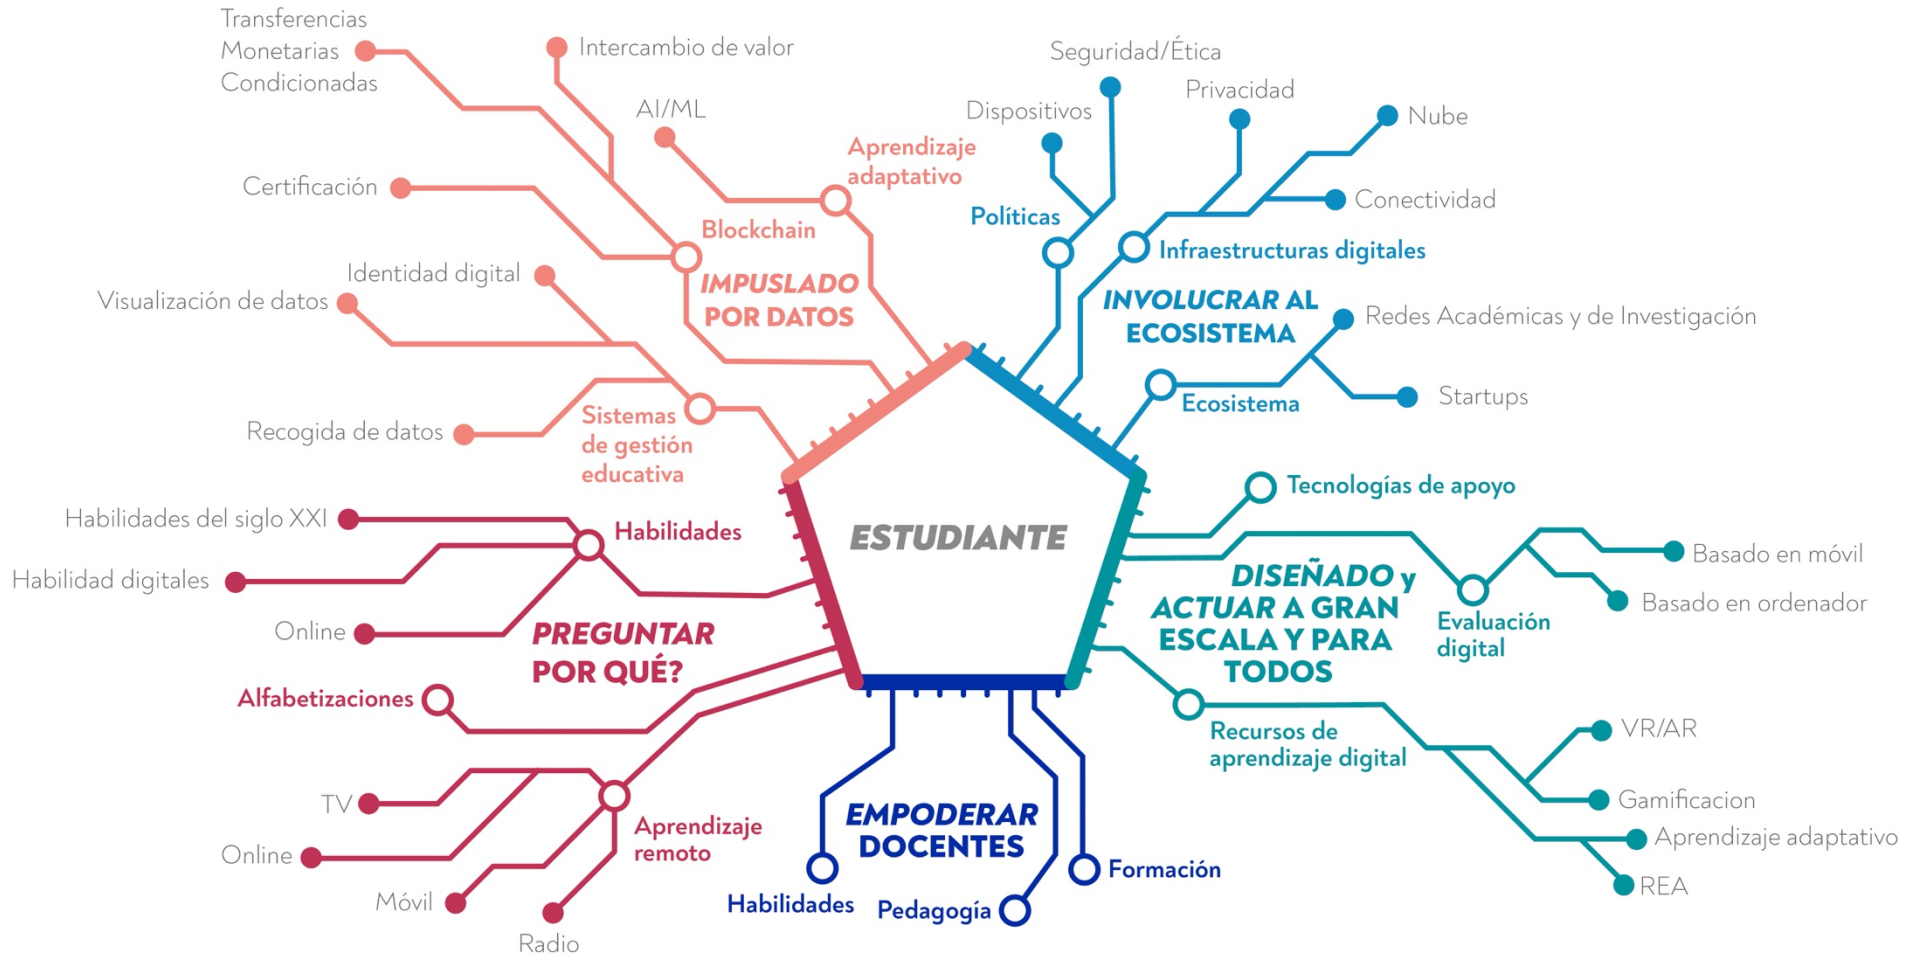 Transferencias
Monetarias
Condicionadas
Intercambio de valor
AI/ML
Aprendizaje
adaptativo
Certificación
Blockchain
IMPUSLADO
POR DATOS
Identidad digital
Visualización de datos
Recogida de datos
Sistemas
de gestión
educativa
Seguridad/Ética
Dispositivos
Privacidad
Nube
Políticas
Conectividad
Infraestructuras digitales
INVOLUCRAR AL
ECOSISTEMA
Redes Académicas y de Investigación
Ecosistema
Startups
ESTUDIANTE
Habilidades del siglo XXI
Habilidades
Habilidad digitales
Online
PREGUNTAR
POR QUÉ?
Alfabetizaciones
TV
Online
Aprendizaje
remoto
Móvil
Radio
EMPODERAR
DOCENTES
Habilidades
Pedagogía
Formación
Tecnologías de apoyo
DISEÑADO y
ACTUAR A GRAN
ESCALA Y PARA
TODOS
Basado en móvil
Basado en ordenador
Evaluación
digital
Recursos de
aprendizaje digital
VR/AR
Gamificacion
Aprendizaje adaptativo
REA